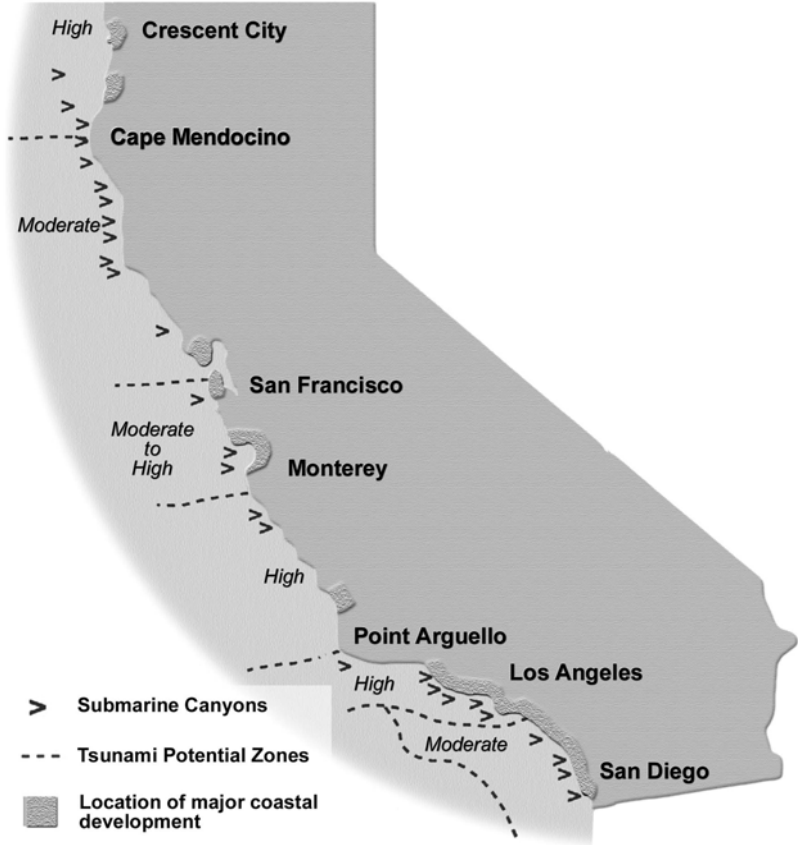 High
Crescent City
Cape Mendocino
Moderate
San Francisco
Moderate
to
High
Monterey
High
Point Arguello
Los Angeles
High
Submarine Canyons
Moderate
Tsunami Potential Zones
San Diego
Location of major coastal
development